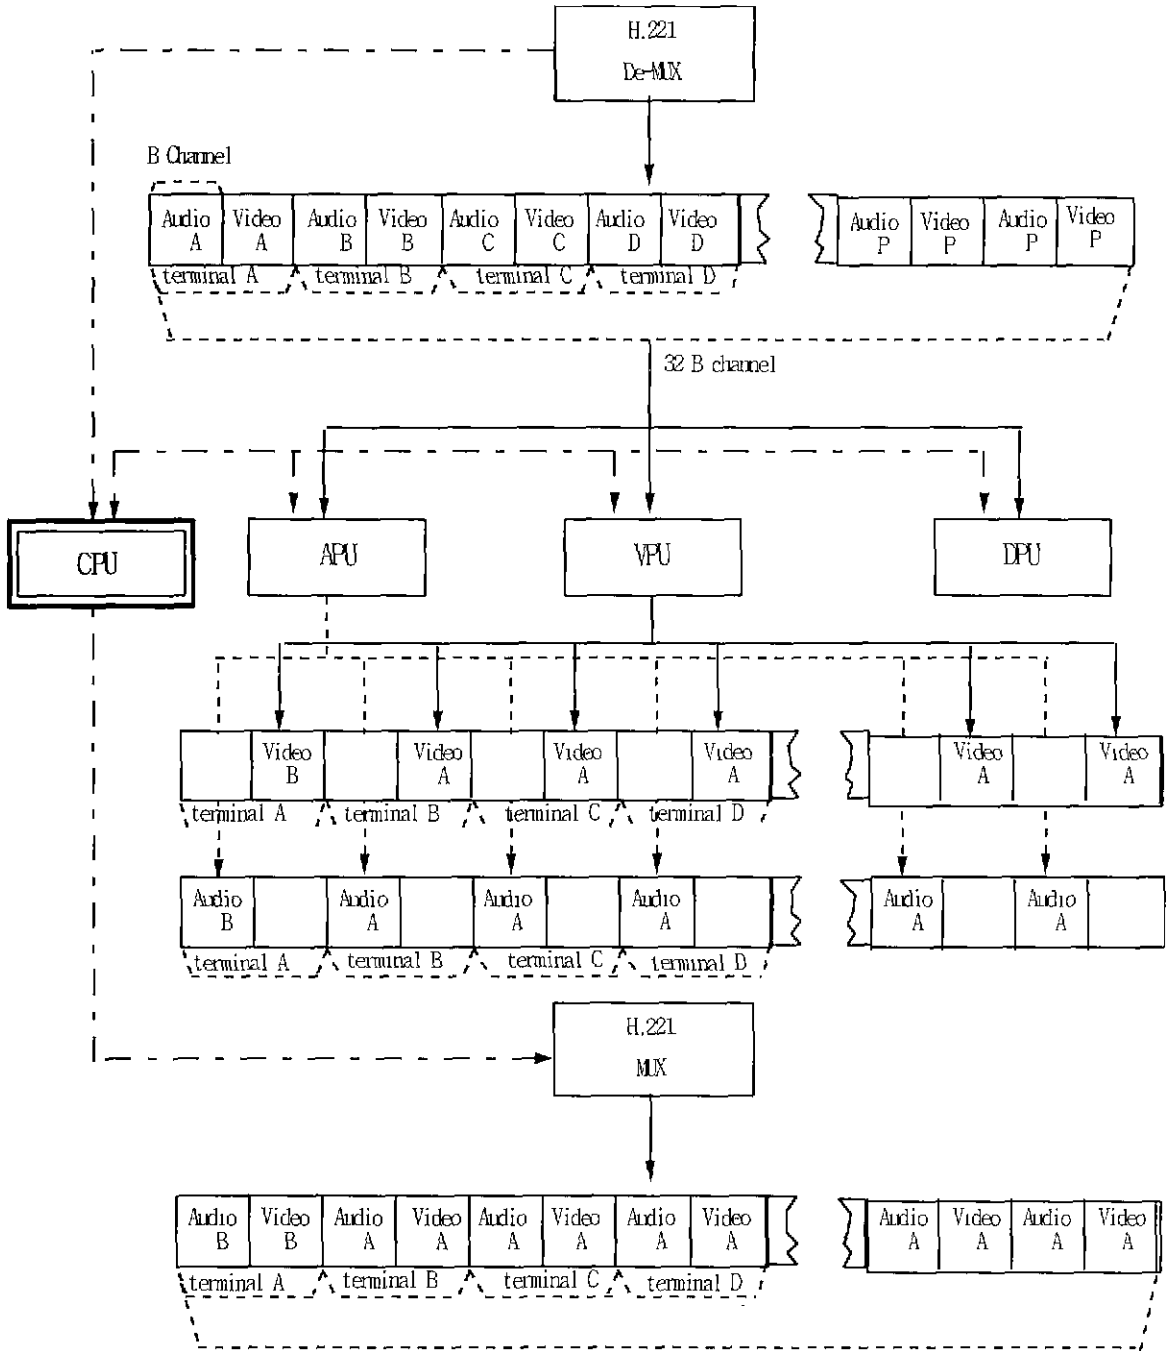 H.221
De-MUX
B Channel
Audio A
Video A
Audio B
Video B
Audio C
Video C
Audio D
Video D
Audio P
Video P
Audio P
Video P
terminal A
terminal B
terminal C
terminal D
32 B channel
CPU
APU
VPU
DPU
Video B
Video A
Video A
Video A
Video A
Video A
terminal A
terminal B
terminal C
terminal D
Audio B
Audio A
Audio A
Audio A
Audio A
Audio A
terminal A
terminal B
terminal C
terminal D
H.221
MUX
Audio B
Video B
Audio A
Video A
Audio A
Video A
Audio A
Video A
Audio A
Video A
Audio A
Video A
terminal A
terminal B
terminal C
terminal D